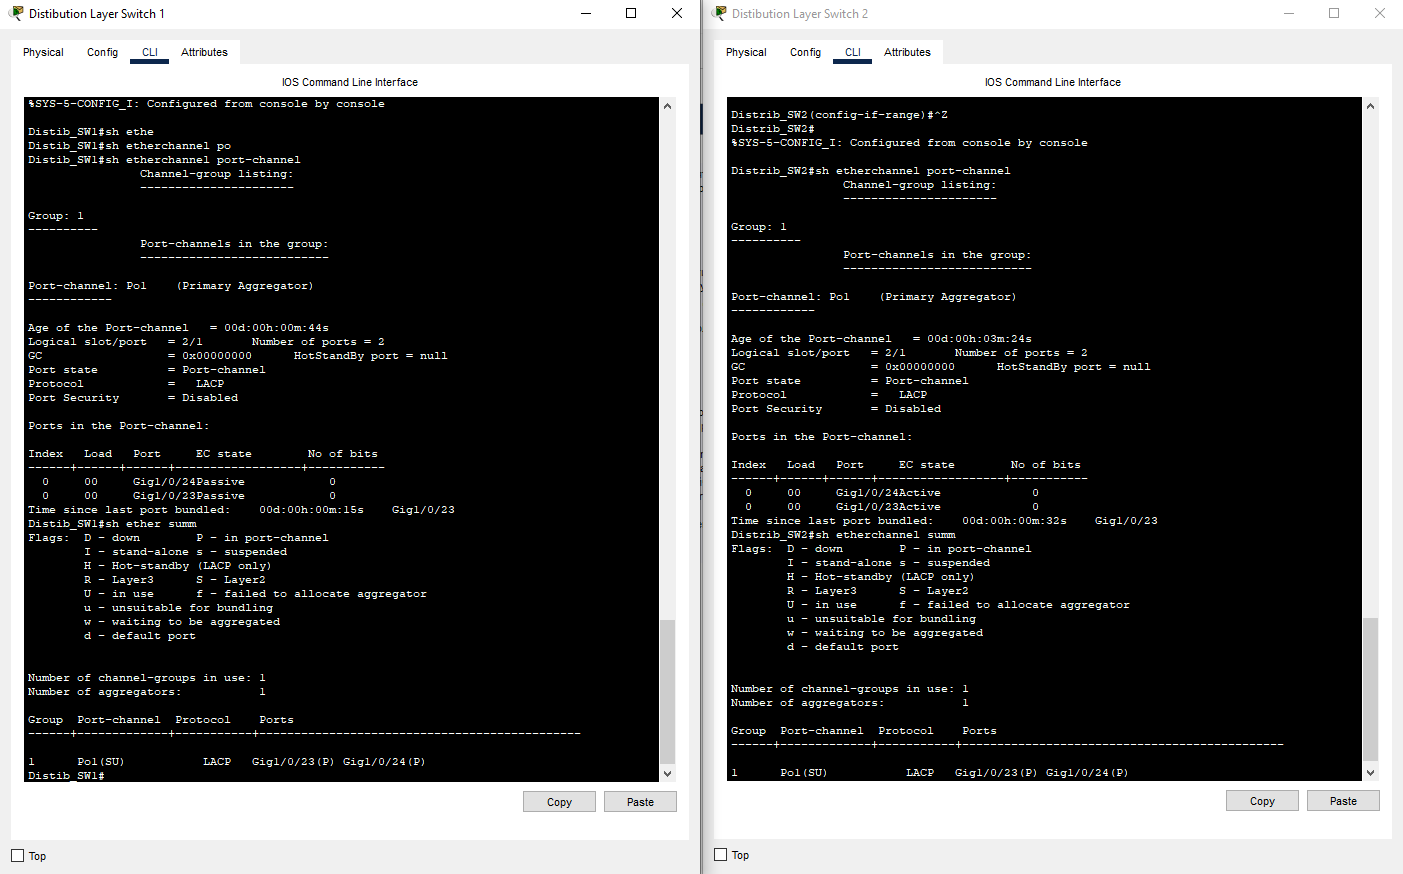 Distibution Layer Switch 1
Physical Config CLI Attributes
IOS Command Line Interface
%SYS-5-CONFIG_I: Configured from console by console
Distib_SW1#sh ethe
Distib_SW1#sh etherchannel po
Distib_SW1#sh etherchannel port-channel
Channel-group listing:
----------------------
Group: 1
----------
Port-channels in the group:
---------------------------
Port-channel: Po1    (Primary Aggregator)
------------
Age of the Port-channel   = 00d:00h:00m:44s
Logical slot/port   = 2/1       Number of ports = 2
GC                  = 0x00000000      HotStandBy port = null
Port state          = Port-channel
Protocol            =   LACP
Port Security       = Disabled
Ports in the Port-channel:
Index   Load   Port     EC state        No of bits
------+------+------+------------------+-----------
0     00     Gig1/0/24Passive            0
0     00     Gig1/0/23Passive            0
Time since last port bundled:    00d:00h:00m:15s    Gig1/0/23
Distib_SW1#sh ether summ
Flags:  D - down        P - in port-channel
I - stand-alone s - suspended
H - Hot-standby (LACP only)
R - Layer3      S - Layer2
U - in use      f - failed to allocate aggregator
u - unsuitable for bundling
w - waiting to be aggregated
d - default port
Number of channel-groups in use: 1
Number of aggregators:           1
Group  Port-channel  Protocol    Ports
------+-------------+-----------+----------------------------------------------
1      Po1(SU)           LACP   Gig1/0/23(P) Gig1/0/24(P)
Distib_SW1#
Copy Paste
Top
Distibution Layer Switch 2
Physical Config CLI Attributes
IOS Command Line Interface
Distrib_SW2(config-if-range)#^Z
Distrib_SW2#
%SYS-5-CONFIG_I: Configured from console by console
Distrib_SW2#sh etherchannel port-channel
Channel-group listing:
----------------------
Group: 1
----------
Port-channels in the group:
---------------------------
Port-channel: Po1    (Primary Aggregator)
------------
Age of the Port-channel   = 00d:00h:03m:24s
Logical slot/port   = 2/1       Number of ports = 2
GC                  = 0x00000000      HotStandBy port = null
Port state          = Port-channel
Protocol            =   LACP
Port Security       = Disabled
Ports in the Port-channel:
Index   Load   Port     EC state        No of bits
------+------+------+------------------+-----------
0     00     Gig1/0/24Active             0
0     00     Gig1/0/23Active             0
Time since last port bundled:    00d:00h:00m:32s    Gig1/0/23
Distrib_SW2#sh etherchannel summ
Flags:  D - down        P - in port-channel
I - stand-alone s - suspended
H - Hot-standby (LACP only)
R - Layer3      S - Layer2
U - in use      f - failed to allocate aggregator
u - unsuitable for bundling
w - waiting to be aggregated
d - default port
Number of channel-groups in use: 1
Number of aggregators:           1
Group  Port-channel  Protocol    Ports
------+-------------+-----------+----------------------------------------------
1      Po1(SU)           LACP   Gig1/0/23(P) Gig1/0/24(P)
Copy Paste
Top